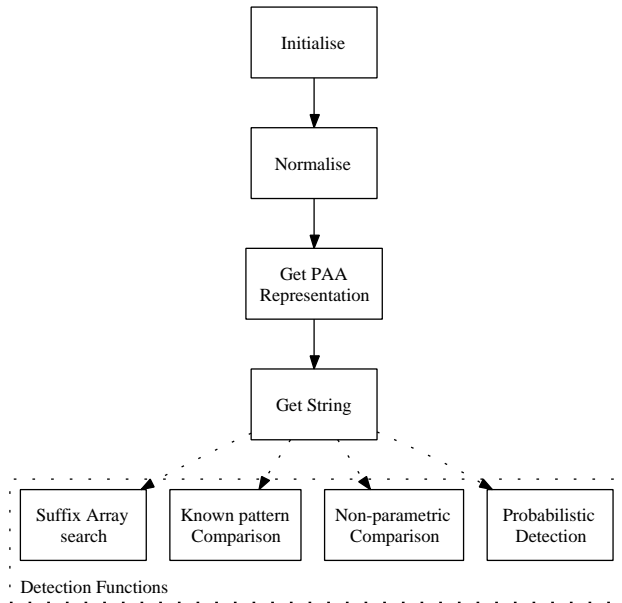 Initialise
Normalise
Get PAA
Representation
Get String
Suffix Array
search
Known pattern
Comparison
Non-parametric
Comparison
Probabilistic
Detection
Detection Functions